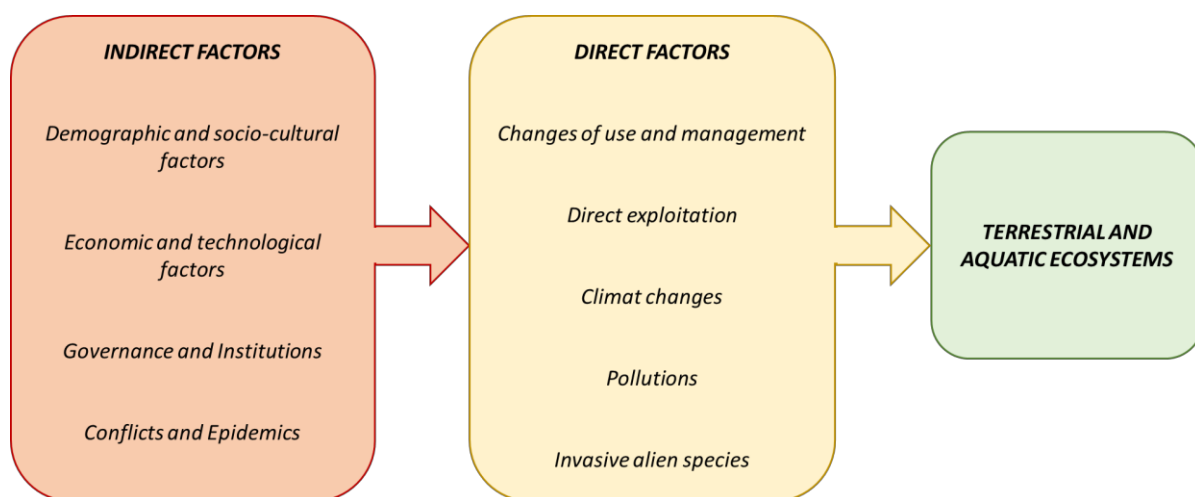 INDIRECT FACTORS
Demographic and socio-cultural
factors
Economic and technological
factors
Governance and Institutions
Conflicts and Epidemics
DIRECT FACTORS
Changes of use and management
Direct exploitation
Climat changes
Pollutions
Invasive alien species
TERRESTRIAL AND
AQUATIC ECOSYSTEMS